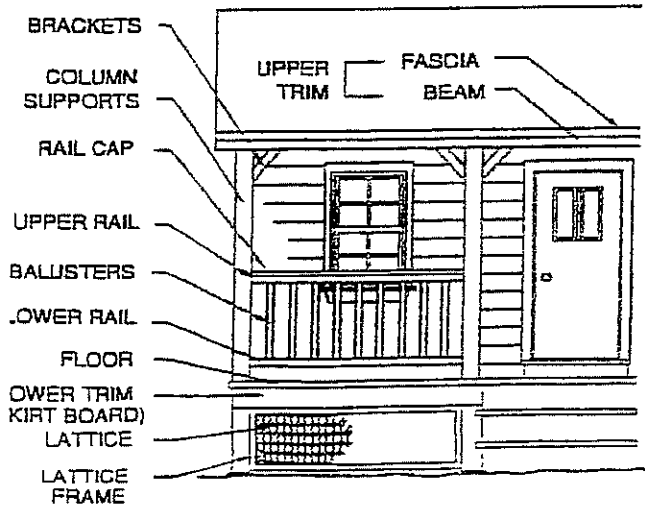 BRACKETS
COLUMN
SUPPORTS
UPPER
TRIM
FASCIA
BEAM
RAIL CAP
UPPER RAIL
BALUSTERS
.OWER RAIL
FLOOR
OWER TRIM
KIRT BOARD)
LATTICE
LATTICE
FRAME